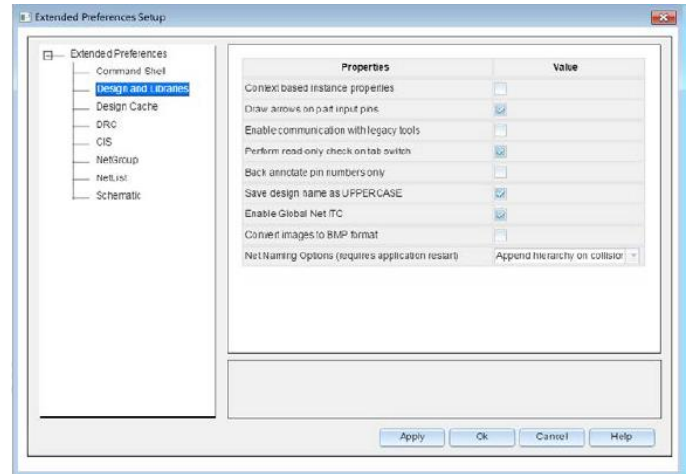 Extended Preferences Setup
Extended Preferences
Command Shell
Design and Libraries
Design Cache
DRC
CIS
NetGroup
NetList
Schematic
Properties Value
Context based instance properties
Draw arrows on part input pins
Enable communication with legacy tools
Perform read only check on tab switch
Back annotate pin numbers only
Save design name as UPPERCASE
Enable Global Net ITC
Convert images to BMP format
Net Naming Options (requires application restart) Append hierarchy on collision
Apply Ok Cancel Help